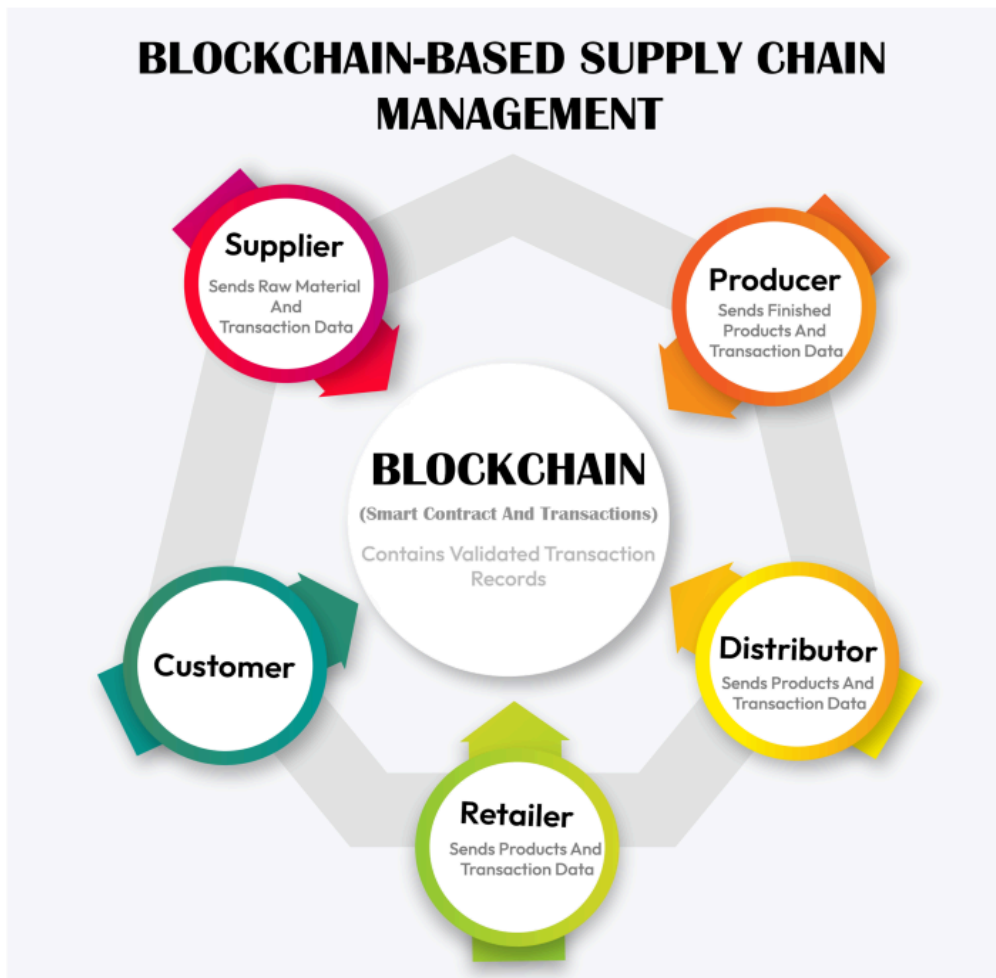 BLOCKCHAIN-BASED SUPPLY CHAIN
MANAGEMENT
Supplier
Sends Raw Material
And
Transaction Data
Producer
Sends Finished
Products And
Transaction Data
BLOCKCHAIN
(Smart Contract And Transactions)
Contains Validated Transaction
Records
Customer
Distributor
Sends Products And
Transaction Data
Retailer
Sends Products And
Transaction Data